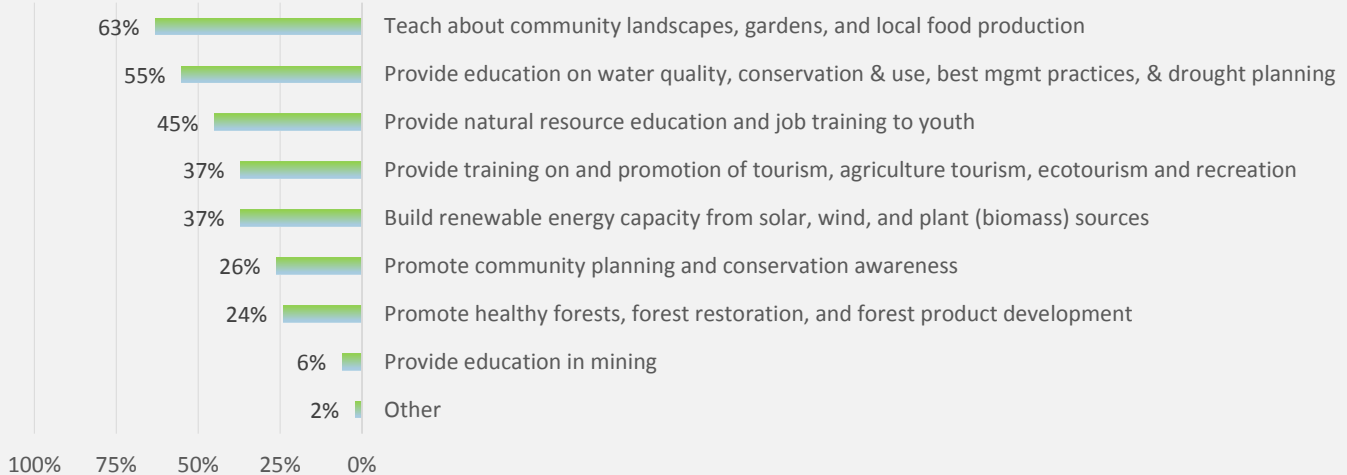 63% Teach about community landscapes, gardens, and local food production
55% Provide education on water quality, conservation & use, best mgmt practices, & drought planning
45% Provide natural resource education and job training to youth
37% Provide training on and promotion of tourism, agriculture tourism, ecotourism and recreation
37% Build renewable energy capacity from solar, wind, and plant (biomass) sources
26% Promote community planning and conservation awareness
24% Promote healthy forests, forest restoration, and forest product development
6% Provide education in mining
2% Other
100% 75% 50% 25% 0%